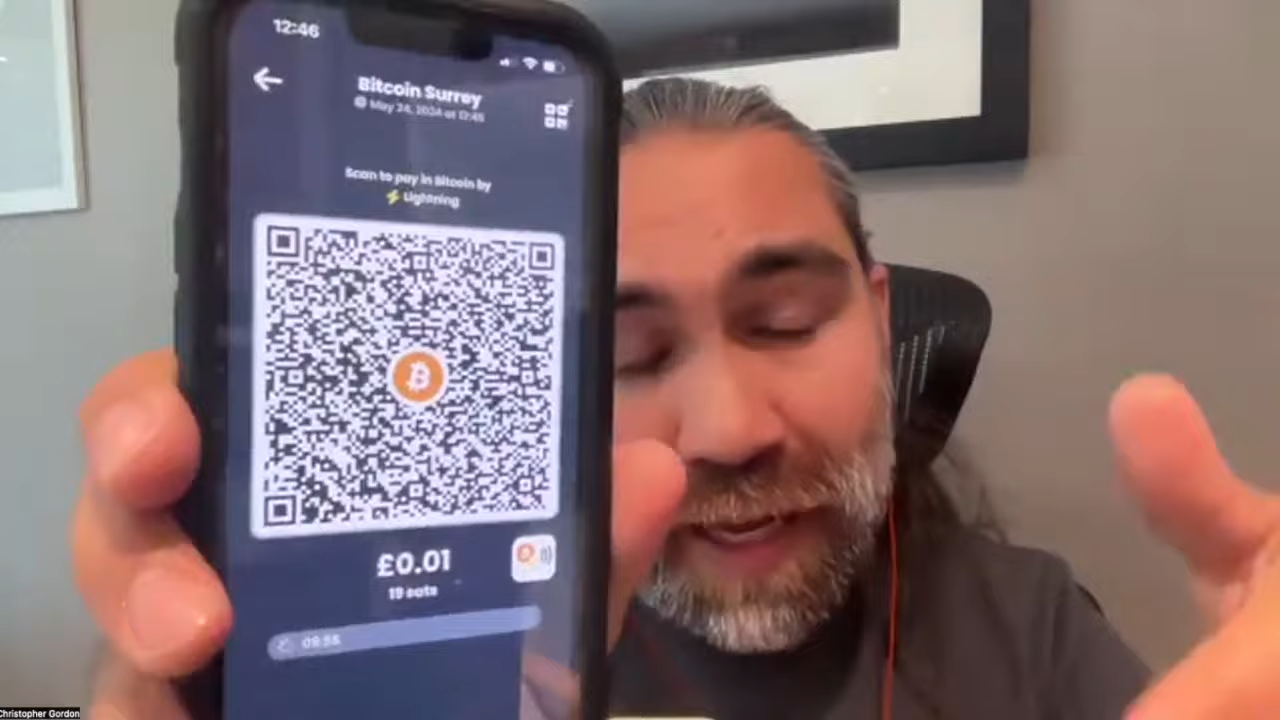 12:46
Bitcoin Surrey
May 24, 2024 at 12:45
Scan to pay in Bitcoin by
⚡ Lightning
£0.01
19 sats
09:55
Christopher Gordon